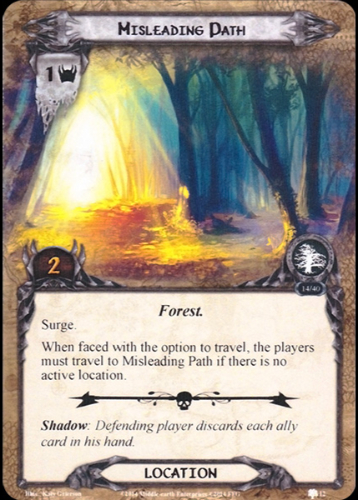 MISLEADING PATH
1
2
14/40
Forest.
Surge.
When faced with the option to travel, the players
must travel to Misleading Path if there is no
active location.
Shadow: Defending player discards each ally
card in his hand.
LOCATION